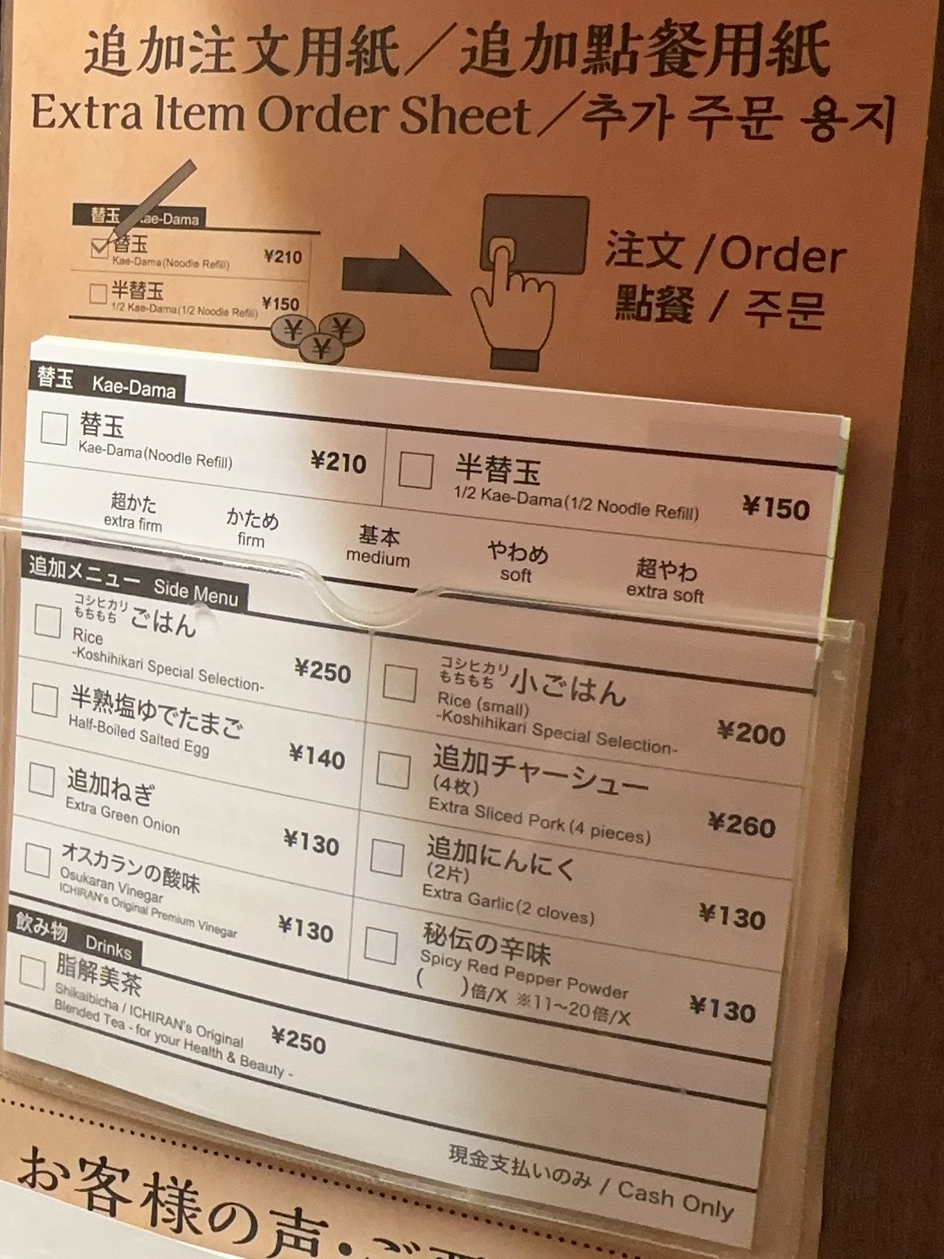 追加注文用紙／追加點餐用紙
Extra Item Order Sheet／추가 주문 용지
替玉 Kae-Dama
替玉
Kae-Dama(Noodle Refill) ¥210
半替玉
1/2 Kae-Dama(1/2 Noodle Refill) ¥150
¥ ¥ ¥
注文 /Order
點餐 / 주문
替玉 Kae-Dama
替玉
Kae-Dama(Noodle Refill) ¥210
半替玉
1/2 Kae-Dama(1/2 Noodle Refill) ¥150
超かた かため 基本 やわめ 超やわ
extra firm firm medium soft extra soft
追加メニュー Side Menu
コシヒカリ
もちもち ごはん
Rice
-Koshihikari Special Selection- ¥250
コシヒカリ
もちもち 小ごはん
Rice (small)
-Koshihikari Special Selection- ¥200
半熟塩ゆでたまご
Half-Boiled Salted Egg ¥140
追加チャーシュー
(4枚)
Extra Sliced Pork (4 pieces) ¥260
追加ねぎ
Extra Green Onion ¥130
追加にんにく
(2片)
Extra Garlic(2 cloves) ¥130
オスカランの酸味
Osukaran Vinegar
ICHIRAN's Original Premium Vinegar ¥130
秘伝の辛味
Spicy Red Pepper Powder
( )倍/X ※11〜20倍/X ¥130
飲み物 Drinks
脂解美茶
Shikaibicha / ICHIRAN's Original
Blended Tea - for your Health & Beauty - ¥250
現金支払いのみ / Cash Only
お客様の声・ご